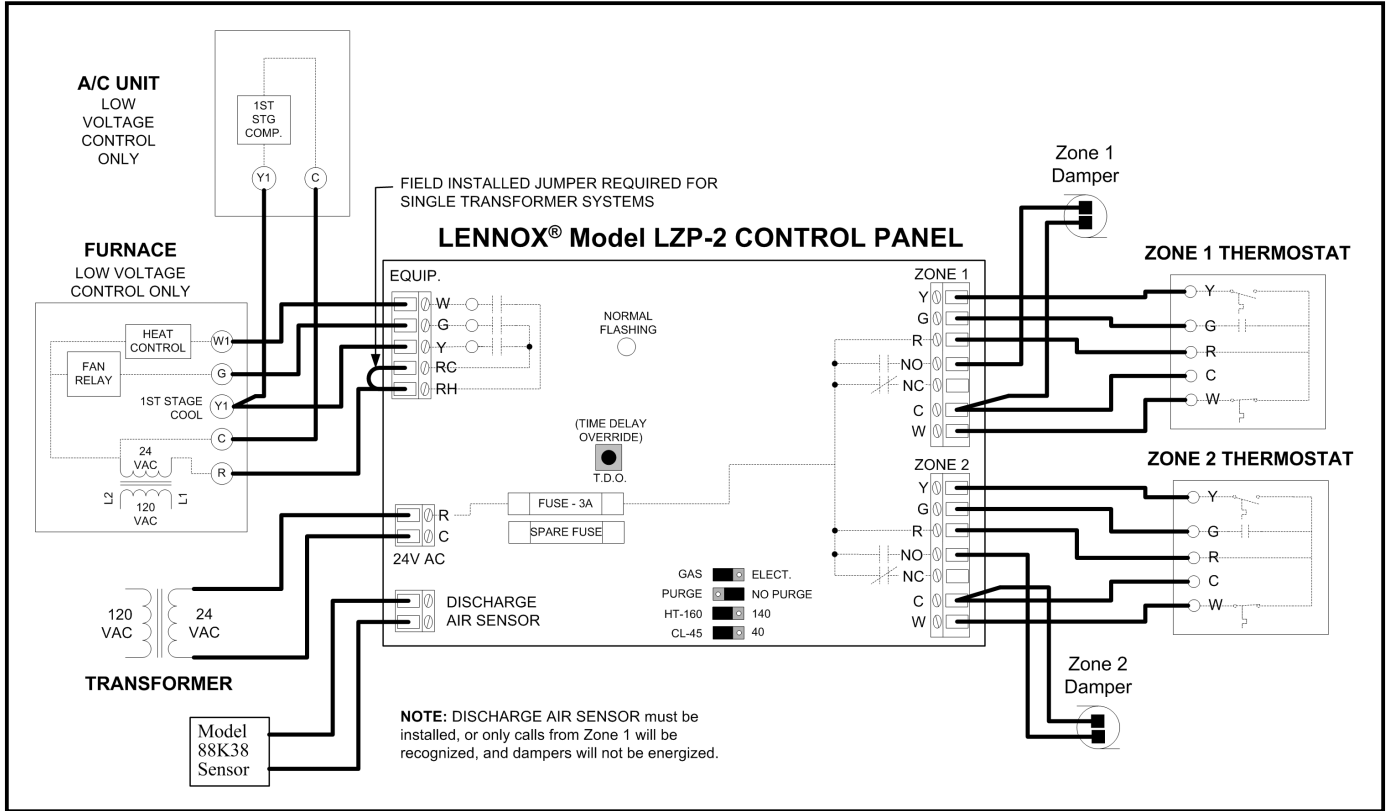 A/C UNIT
LOW
VOLTAGE
CONTROL
ONLY
1ST
STG
COMP.
Y1
C
FIELD INSTALLED JUMPER REQUIRED FOR
SINGLE TRANSFORMER SYSTEMS
LENNOX® Model LZP-2 CONTROL PANEL
FURNACE
LOW VOLTAGE
CONTROL ONLY
HEAT
CONTROL
W1
FAN
RELAY
G
1ST STAGE
COOL
Y1
C
24
VAC
R
L2
L1
120
VAC
EQUIP.
W
G
Y
RC
RH
NORMAL
FLASHING
(TIME DELAY
OVERRIDE)
T.D.O.
FUSE - 3A
SPARE FUSE
R
C
24V AC
DISCHARGE
AIR SENSOR
GAS ELECT.
PURGE NO PURGE
HT-160 140
CL-45 40
ZONE 1
Y
G
R
NO
NC
C
W
ZONE 2
Y
G
R
NO
NC
C
W
Zone 1
Damper
ZONE 1 THERMOSTAT
Y
G
R
C
W
ZONE 2 THERMOSTAT
Y
G
R
C
W
Zone 2
Damper
120
VAC
24
VAC
TRANSFORMER
Model
88K38
Sensor
NOTE: DISCHARGE AIR SENSOR must be
installed, or only calls from Zone 1 will be
recognized, and dampers will not be energized.